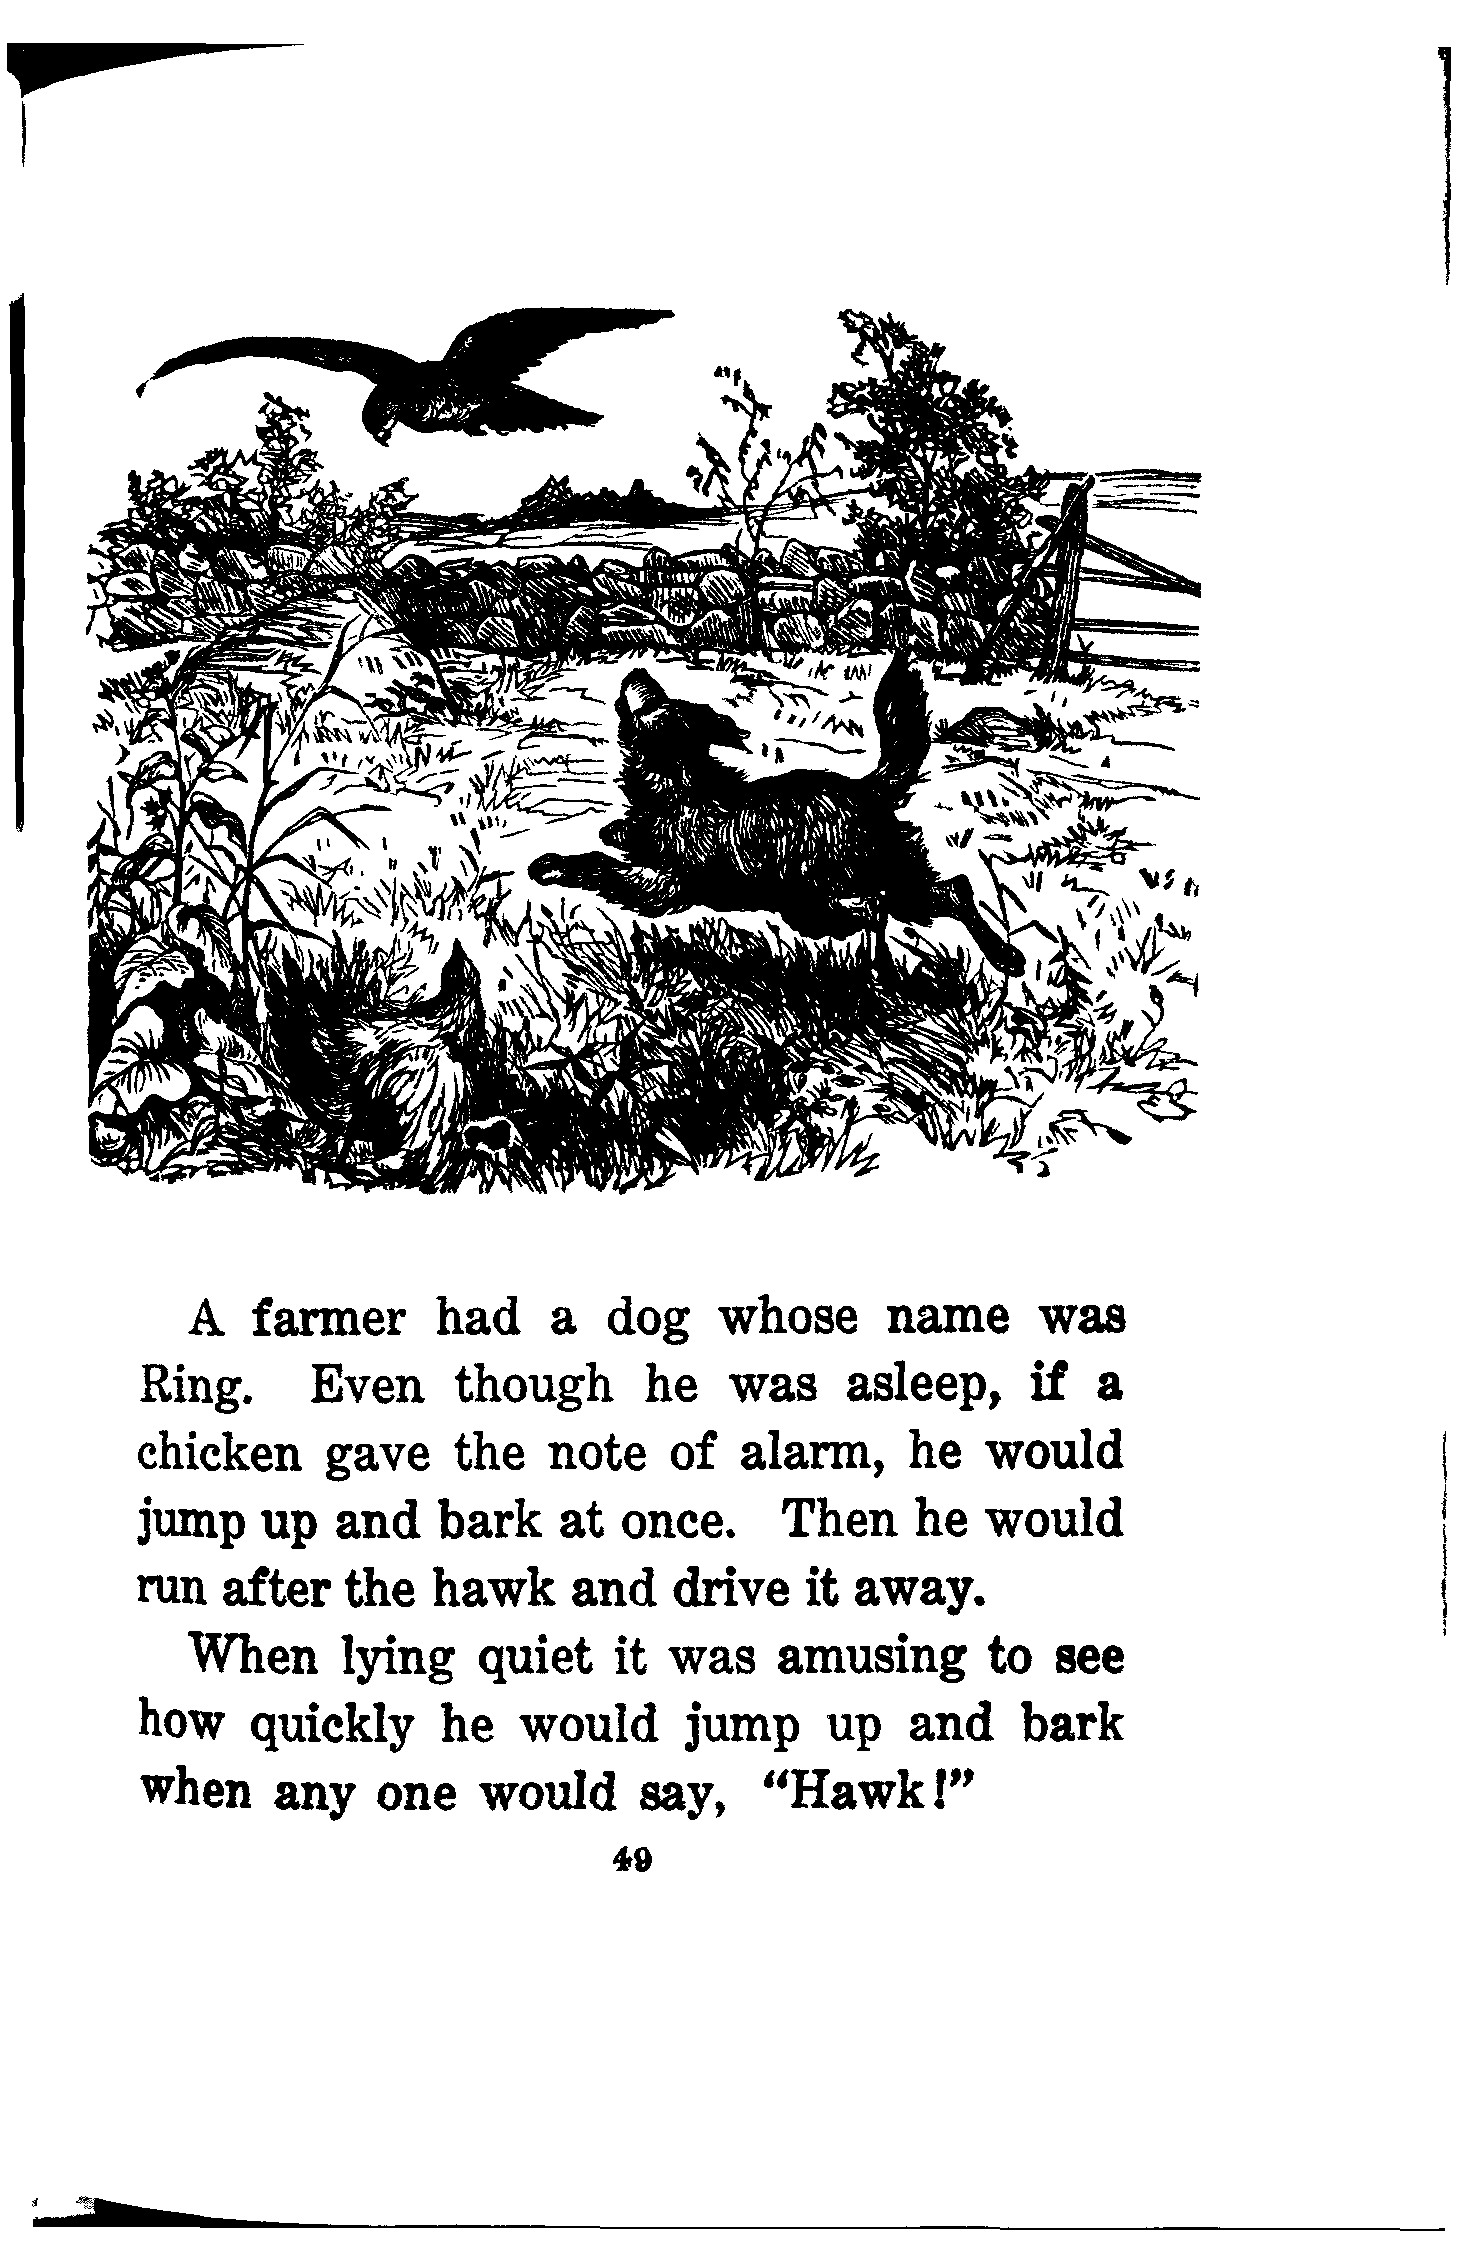 A farmer had a dog whose name was
Ring. Even though he was asleep, if a
chicken gave the note of alarm, he would
jump up and bark at once. Then he would
run after the hawk and drive it away.
When lying quiet it was amusing to see
how quickly he would jump up and bark
when any one would say, “Hawk!”
49